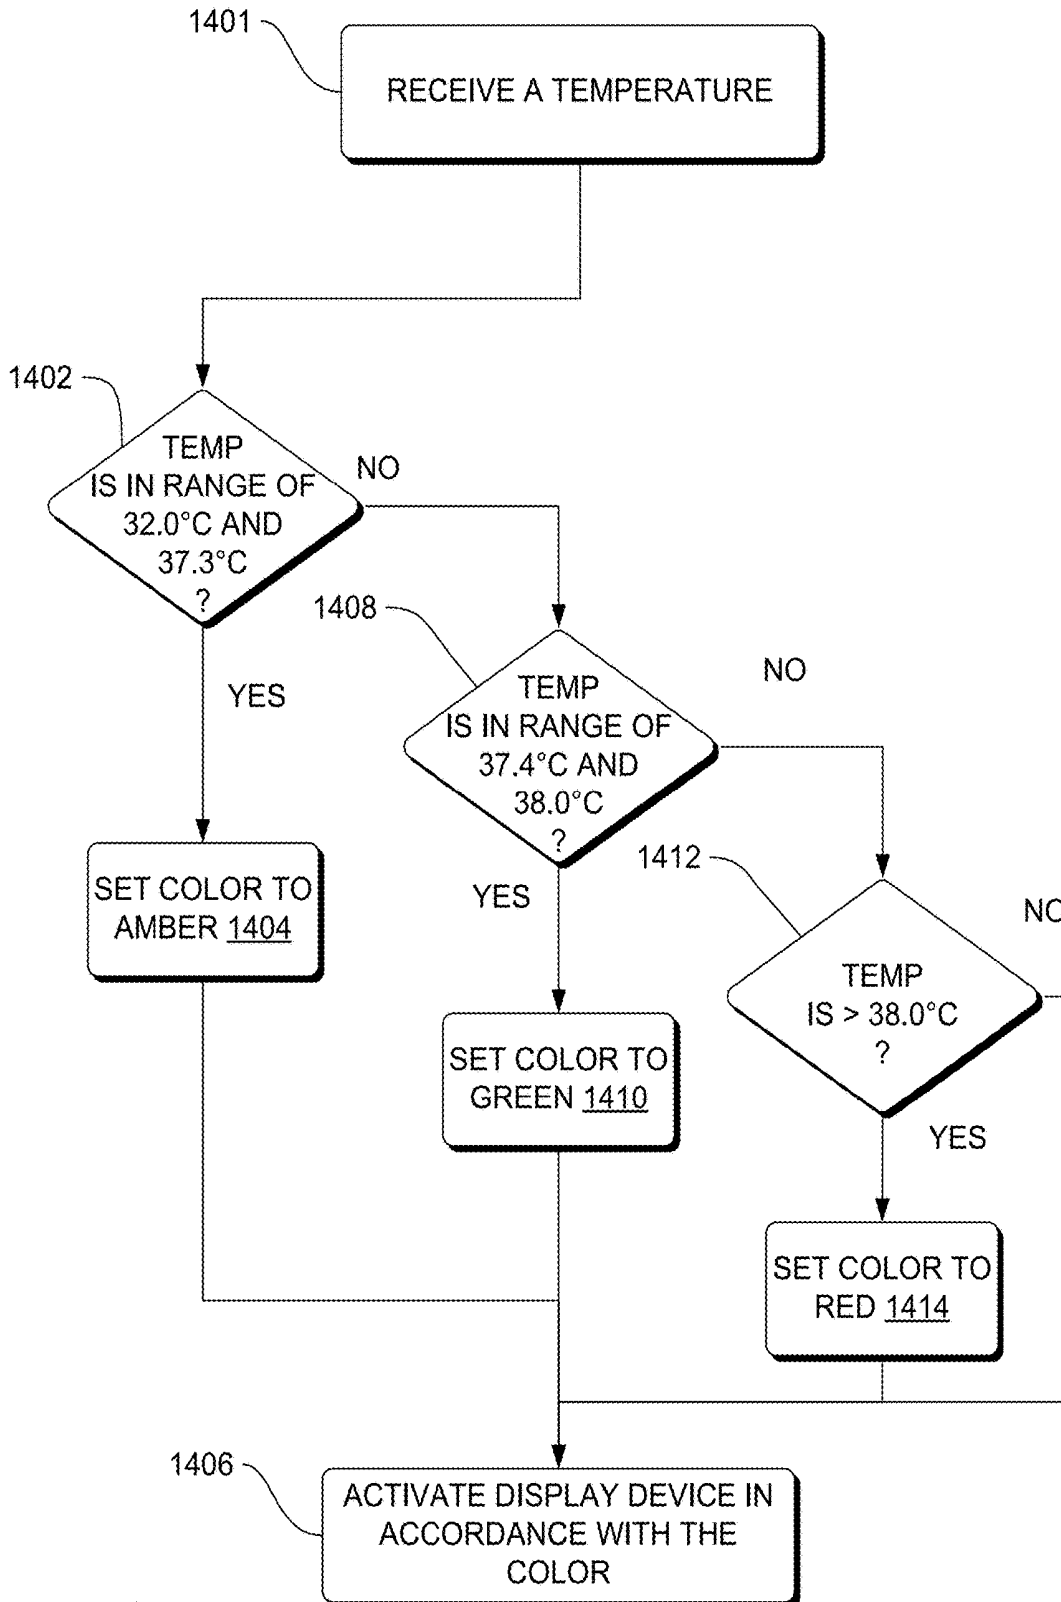 1401
RECEIVE A TEMPERATURE
1402
TEMP
IS IN RANGE OF
32.0°C AND
37.3°C
?
NO
YES
1408
TEMP
IS IN RANGE OF
37.4°C AND
38.0°C
?
NO
YES
SET COLOR TO
AMBER 1404
1412
TEMP
IS > 38.0°C
?
NO
YES
SET COLOR TO
GREEN 1410
SET COLOR TO
RED 1414
1406
ACTIVATE DISPLAY DEVICE IN
ACCORDANCE WITH THE
COLOR